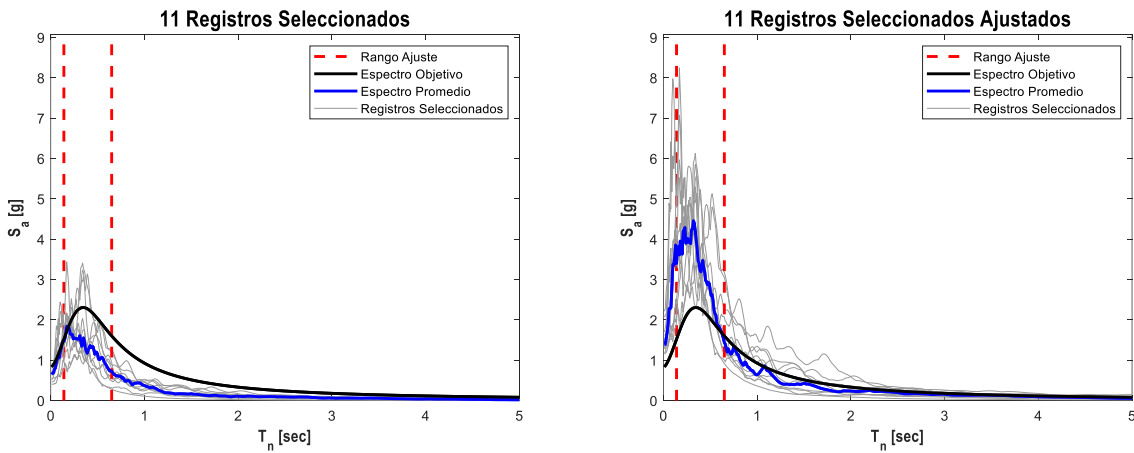 11 Registros Seleccionados
9
8
7
6
5
4
3
2
1
0
S_a [g]
0 1 2 3 4 5
T_n [sec]
Rango Ajuste
Espectro Objetivo
Espectro Promedio
Registros Seleccionados
11 Registros Seleccionados Ajustados
9
8
7
6
5
4
3
2
1
0
S_a [g]
0 1 2 3 4 5
T_n [sec]
Rango Ajuste
Espectro Objetivo
Espectro Promedio
Registros Seleccionados